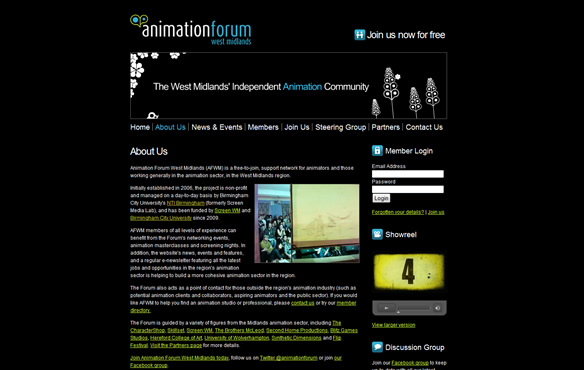 animationforum
west midlands
Join us now for free
The West Midlands' Independent Animation Community
Home | About Us | News & Events | Members | Join Us | Steering Group | Partners | Contact Us
About Us
Animation Forum West Midlands (AFWM) is a free-to-join, support network for animators and those
working generally in the animation sector, in the West Midlands region.
Initially established in 2006, the project is non-profit
and managed on a day-to-day basis by Birmingham
City University's NTI Birmingham (formerly Screen
Media Lab), and has been funded by Screen WM and
Birmingham City University since 2009.
AFWM members of all levels of experience can
benefit from the Forum's networking events,
animation masterclasses and screening nights. In
addition, the website's news, events and features,
and a regular e-newsletter featuring all the latest
jobs and opportunities in the region's animation
sector is helping to build a more cohesive animation sector in the region.
The Forum also acts as a point of contact for those outside the region's animation industry (such as
potential animation clients and collaborators, aspiring animators and the public sector). If you would
like AFWM to help you find an animation studio or professional, please contact us or try our member
directory.
The Forum is guided by a variety of figures from the Midlands animation sector, including The
CharacterShop, Skillset, Screen WM, The Brothers McLeod, Second Home Productions, Blitz Games
Studios, Hereford College of Art, University of Wolverhampton, Synthetic Dimensions and Flip
Festival. Visit the Partners page for more details.
Join Animation Forum West Midlands today, follow us on Twitter @animationforum or join our
Facebook group.
Member Login
Email Address
Password
Login
Forgotten your details? | Join us
Showreel
4
View larger version
Discussion Group
Join our Facebook group to keep